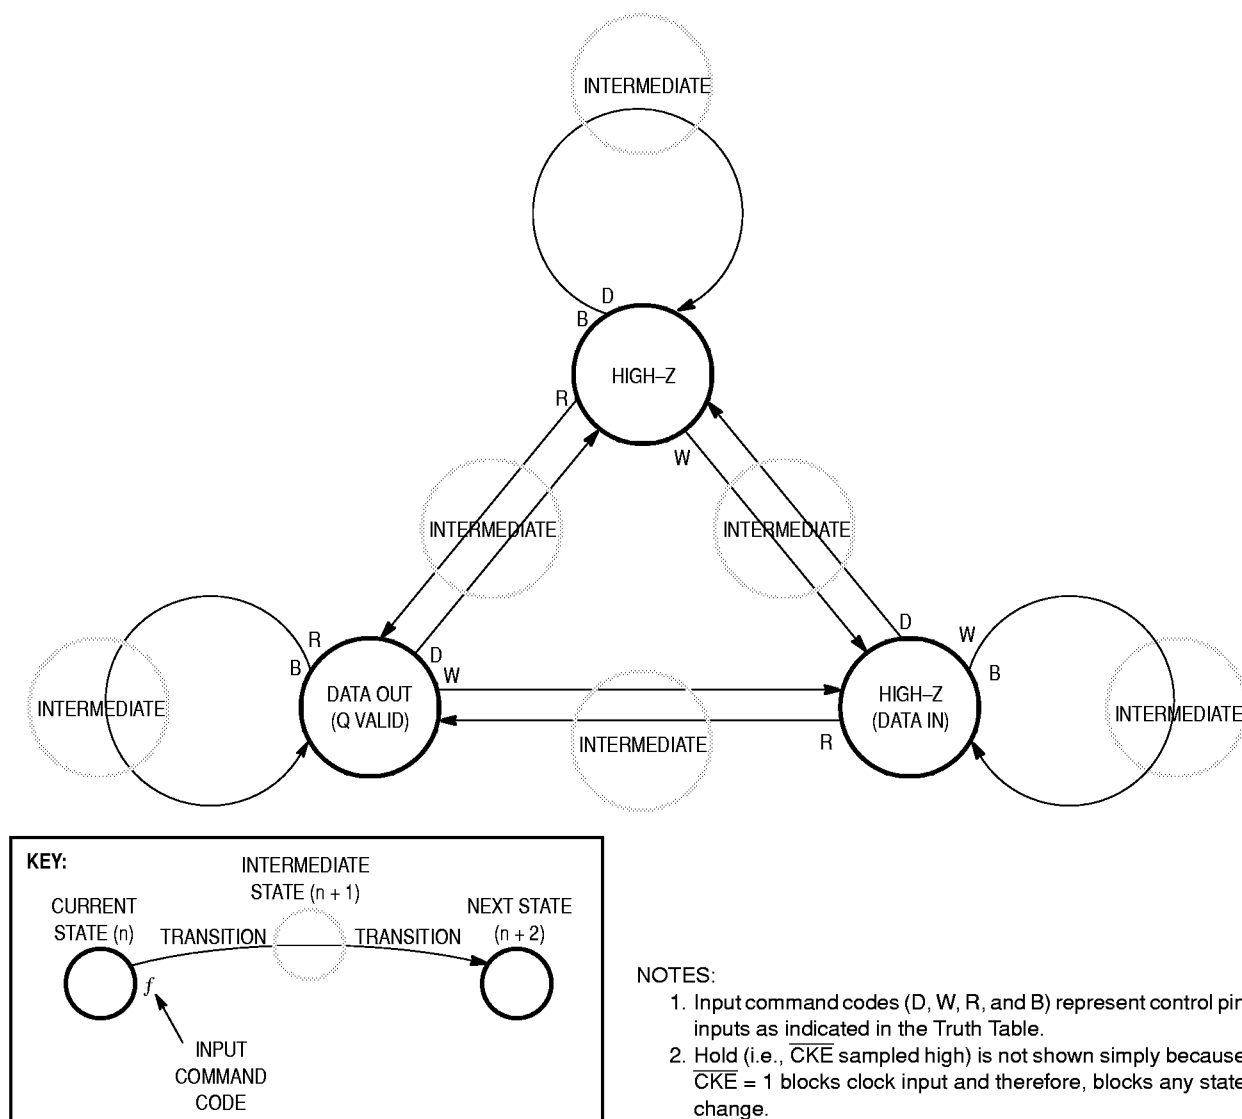 INTERMEDIATE
D
B
HIGH–Z
R
W
INTERMEDIATE
INTERMEDIATE
R
B
D
W
DATA OUT
(Q VALID)
INTERMEDIATE
INTERMEDIATE
D
W
B
R
HIGH–Z
(DATA IN)
INTERMEDIATE
KEY:
CURRENT
STATE (n)
TRANSITION
INTERMEDIATE
STATE (n + 1)
TRANSITION
NEXT STATE
(n + 2)
f
INPUT
COMMAND
CODE
NOTES:
1. Input command codes (D, W, R, and B) represent control pin
inputs as indicated in the Truth Table.
2. Hold (i.e., CKE sampled high) is not shown simply because
CKE = 1 blocks clock input and therefore, blocks any state
change.